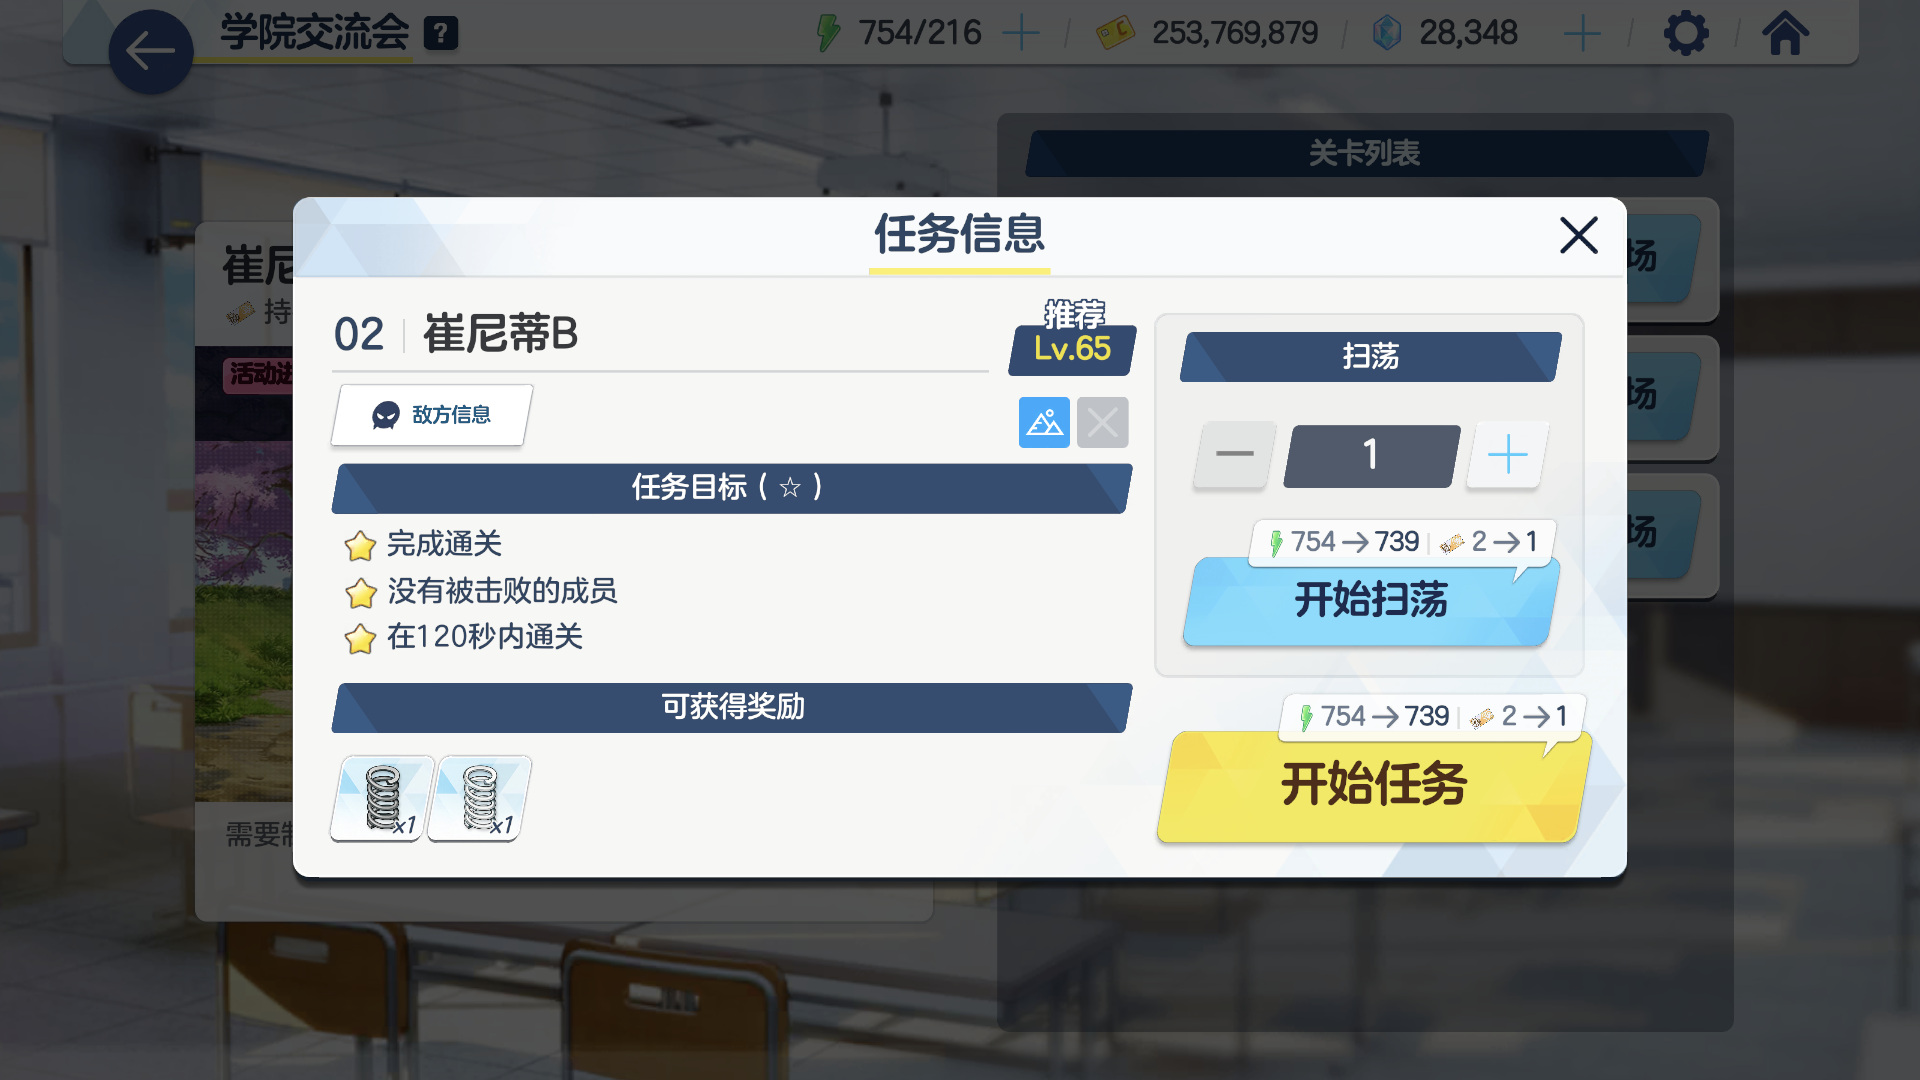 学院交流会 ?
754/216
253,769,879
28,348
关卡列表
崔尼
持
活动进
需要制
场
场
场
任务信息
02 崔尼蒂B
推荐
Lv.65
敌方信息
任务目标（☆）
完成通关
没有被击败的成员
在120秒内通关
可获得奖励
x1
x1
扫荡
1
754→739 2→1
开始扫荡
754→739 2→1
开始任务